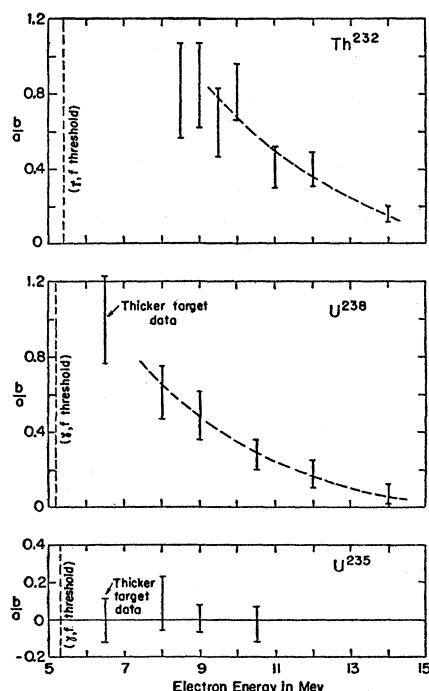 1.2
Th232
0.8
b/a
0.4
0
(γ, f threshold)
1.2
Thicker target
data
U238
0.8
b/a
0.4
0
(γ, f threshold)
0.4
U235
0.2
Thicker
target
data
b/a
0
-0.2
(γ, f threshold)
5 7 9 11 13 15
Electron Energy in Mev